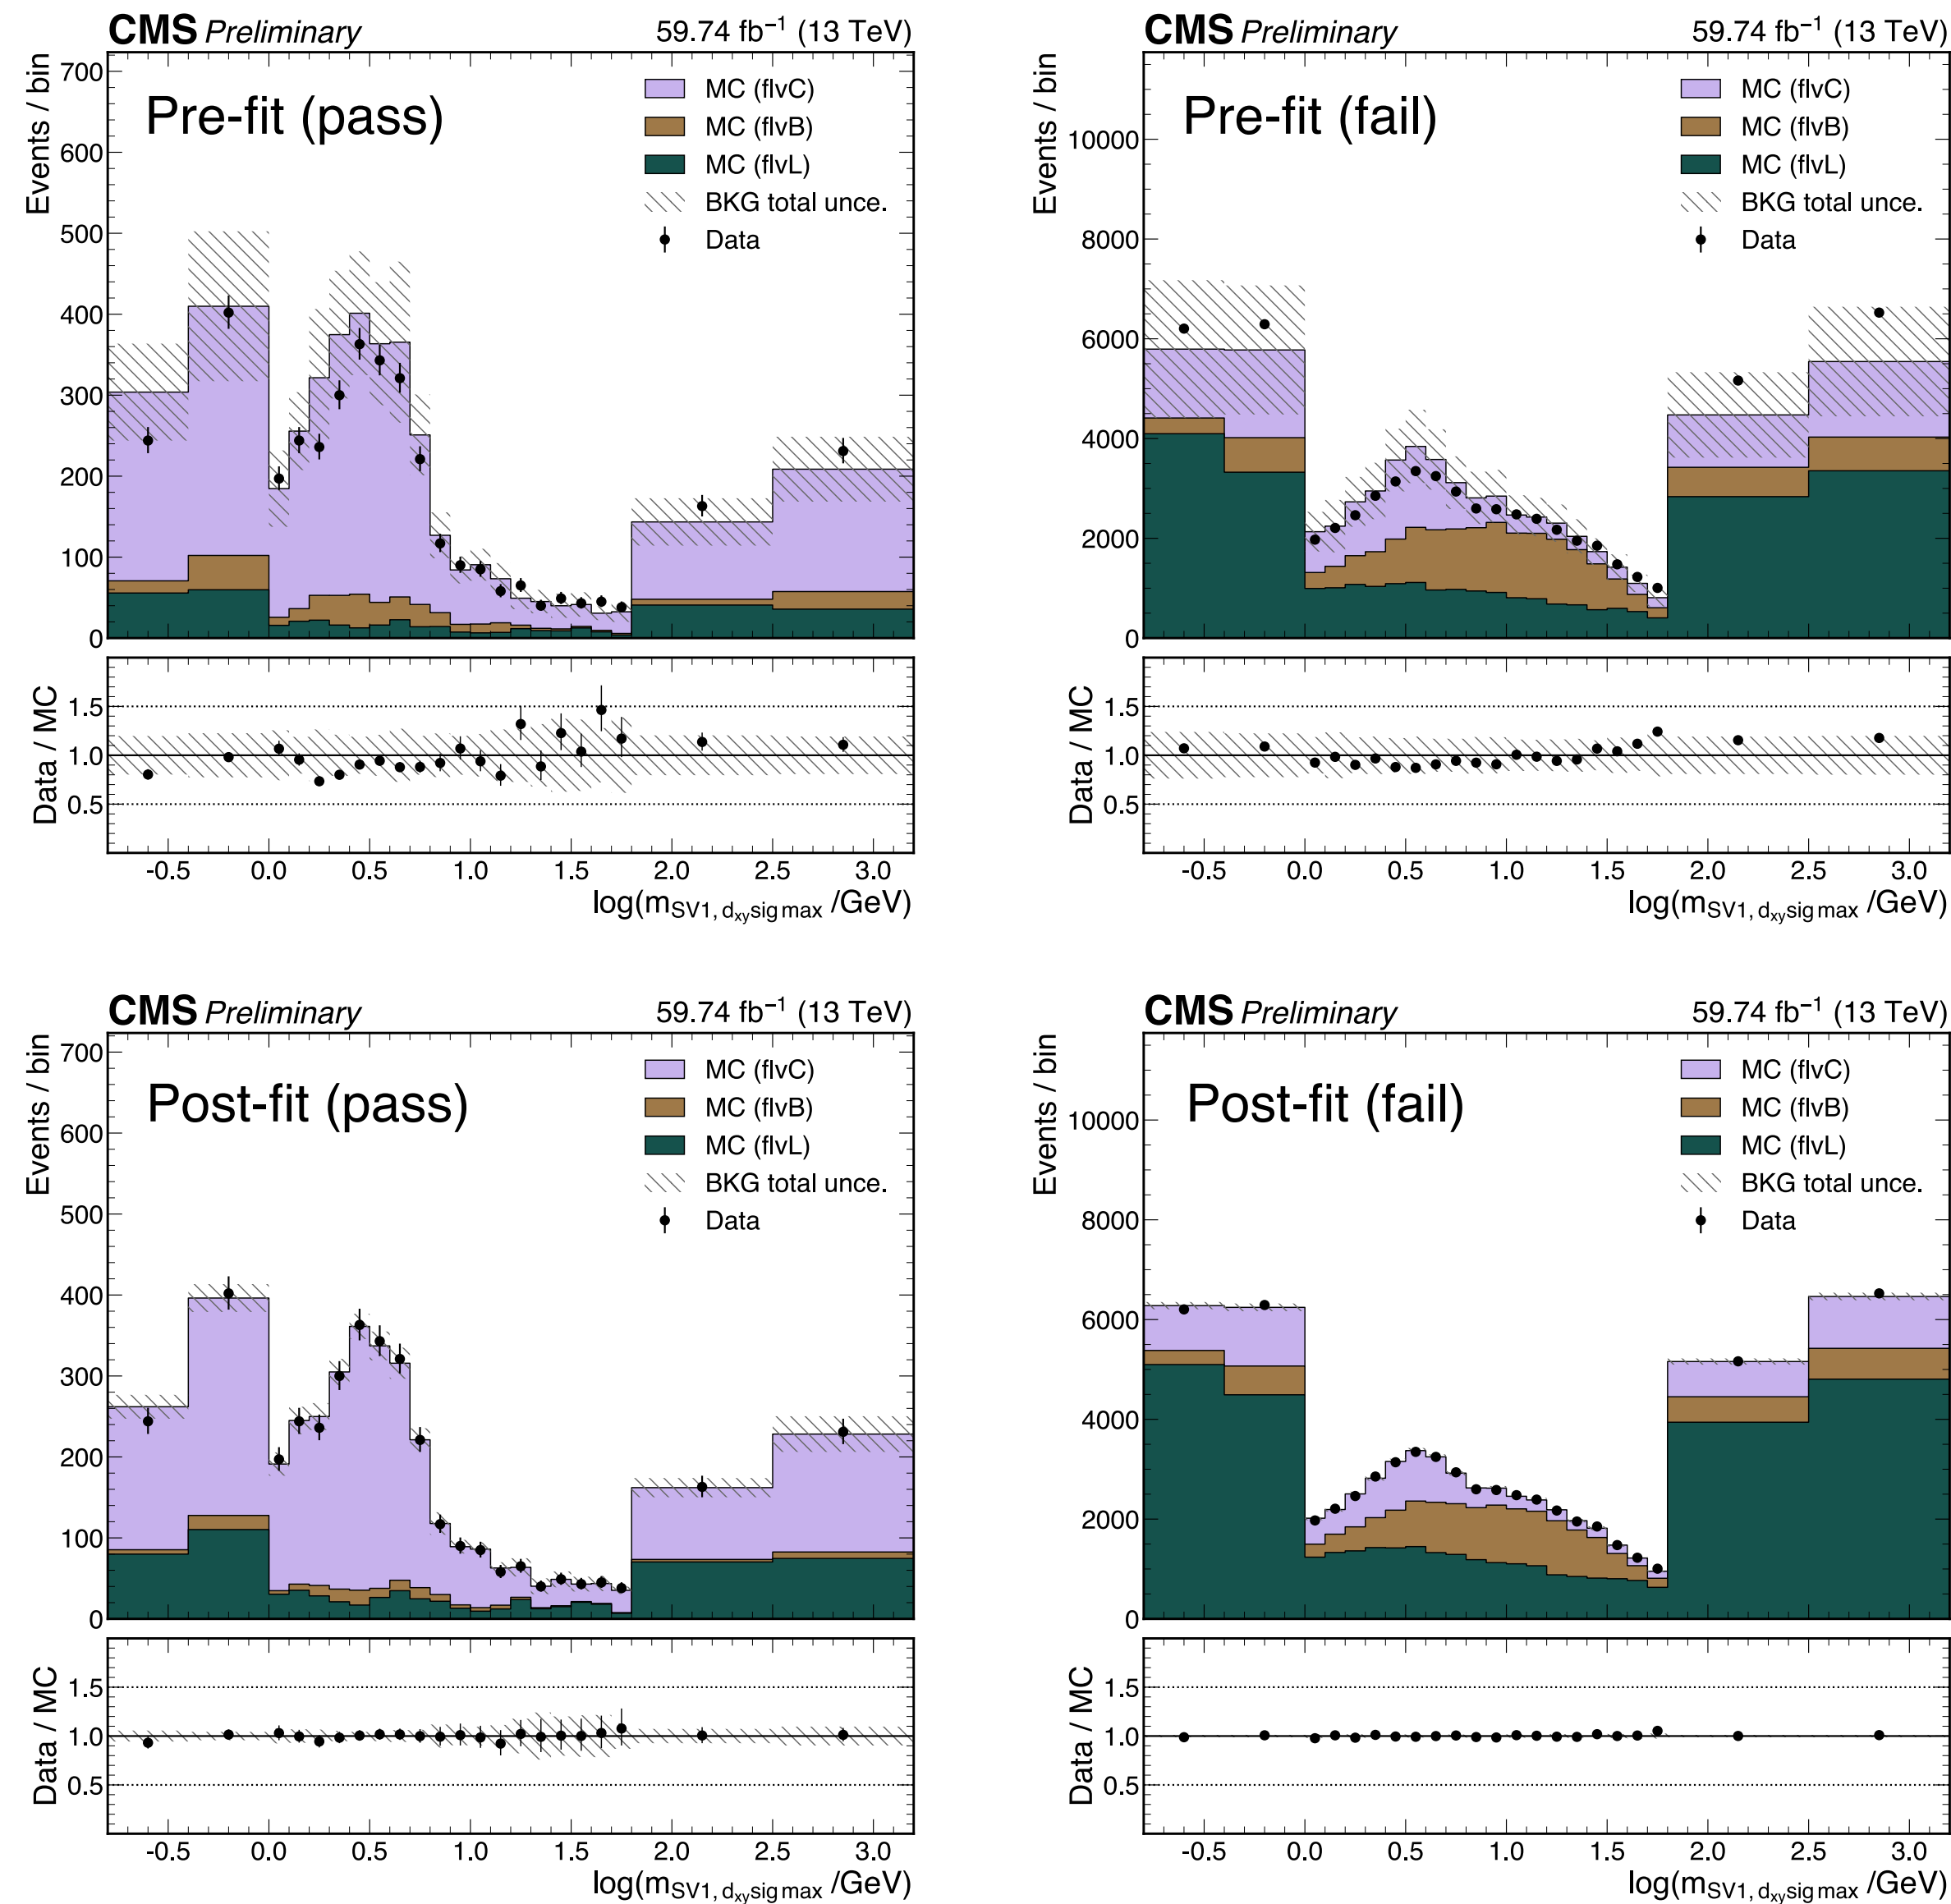 CMS Preliminary 59.74 fb⁻¹ (13 TeV)
Events / bin
Pre-fit (pass)
MC (flvC)
MC (flvB)
MC (flvL)
BKG total unce.
Data
700
600
500
400
300
200
100
0
Data / MC
1.5
1.0
0.5
-0.5 0.0 0.5 1.0 1.5 2.0 2.5 3.0
log(m_SV1, d_xy sig max /GeV)
CMS Preliminary 59.74 fb⁻¹ (13 TeV)
Events / bin
Pre-fit (fail)
MC (flvC)
MC (flvB)
MC (flvL)
BKG total unce.
Data
10000
8000
6000
4000
2000
0
Data / MC
1.5
1.0
0.5
-0.5 0.0 0.5 1.0 1.5 2.0 2.5 3.0
log(m_SV1, d_xy sig max /GeV)
CMS Preliminary 59.74 fb⁻¹ (13 TeV)
Events / bin
Post-fit (pass)
MC (flvC)
MC (flvB)
MC (flvL)
BKG total unce.
Data
700
600
500
400
300
200
100
0
Data / MC
1.5
1.0
0.5
-0.5 0.0 0.5 1.0 1.5 2.0 2.5 3.0
log(m_SV1, d_xy sig max /GeV)
CMS Preliminary 59.74 fb⁻¹ (13 TeV)
Events / bin
Post-fit (fail)
MC (flvC)
MC (flvB)
MC (flvL)
BKG total unce.
Data
10000
8000
6000
4000
2000
0
Data / MC
1.5
1.0
0.5
-0.5 0.0 0.5 1.0 1.5 2.0 2.5 3.0
log(m_SV1, d_xy sig max /GeV)